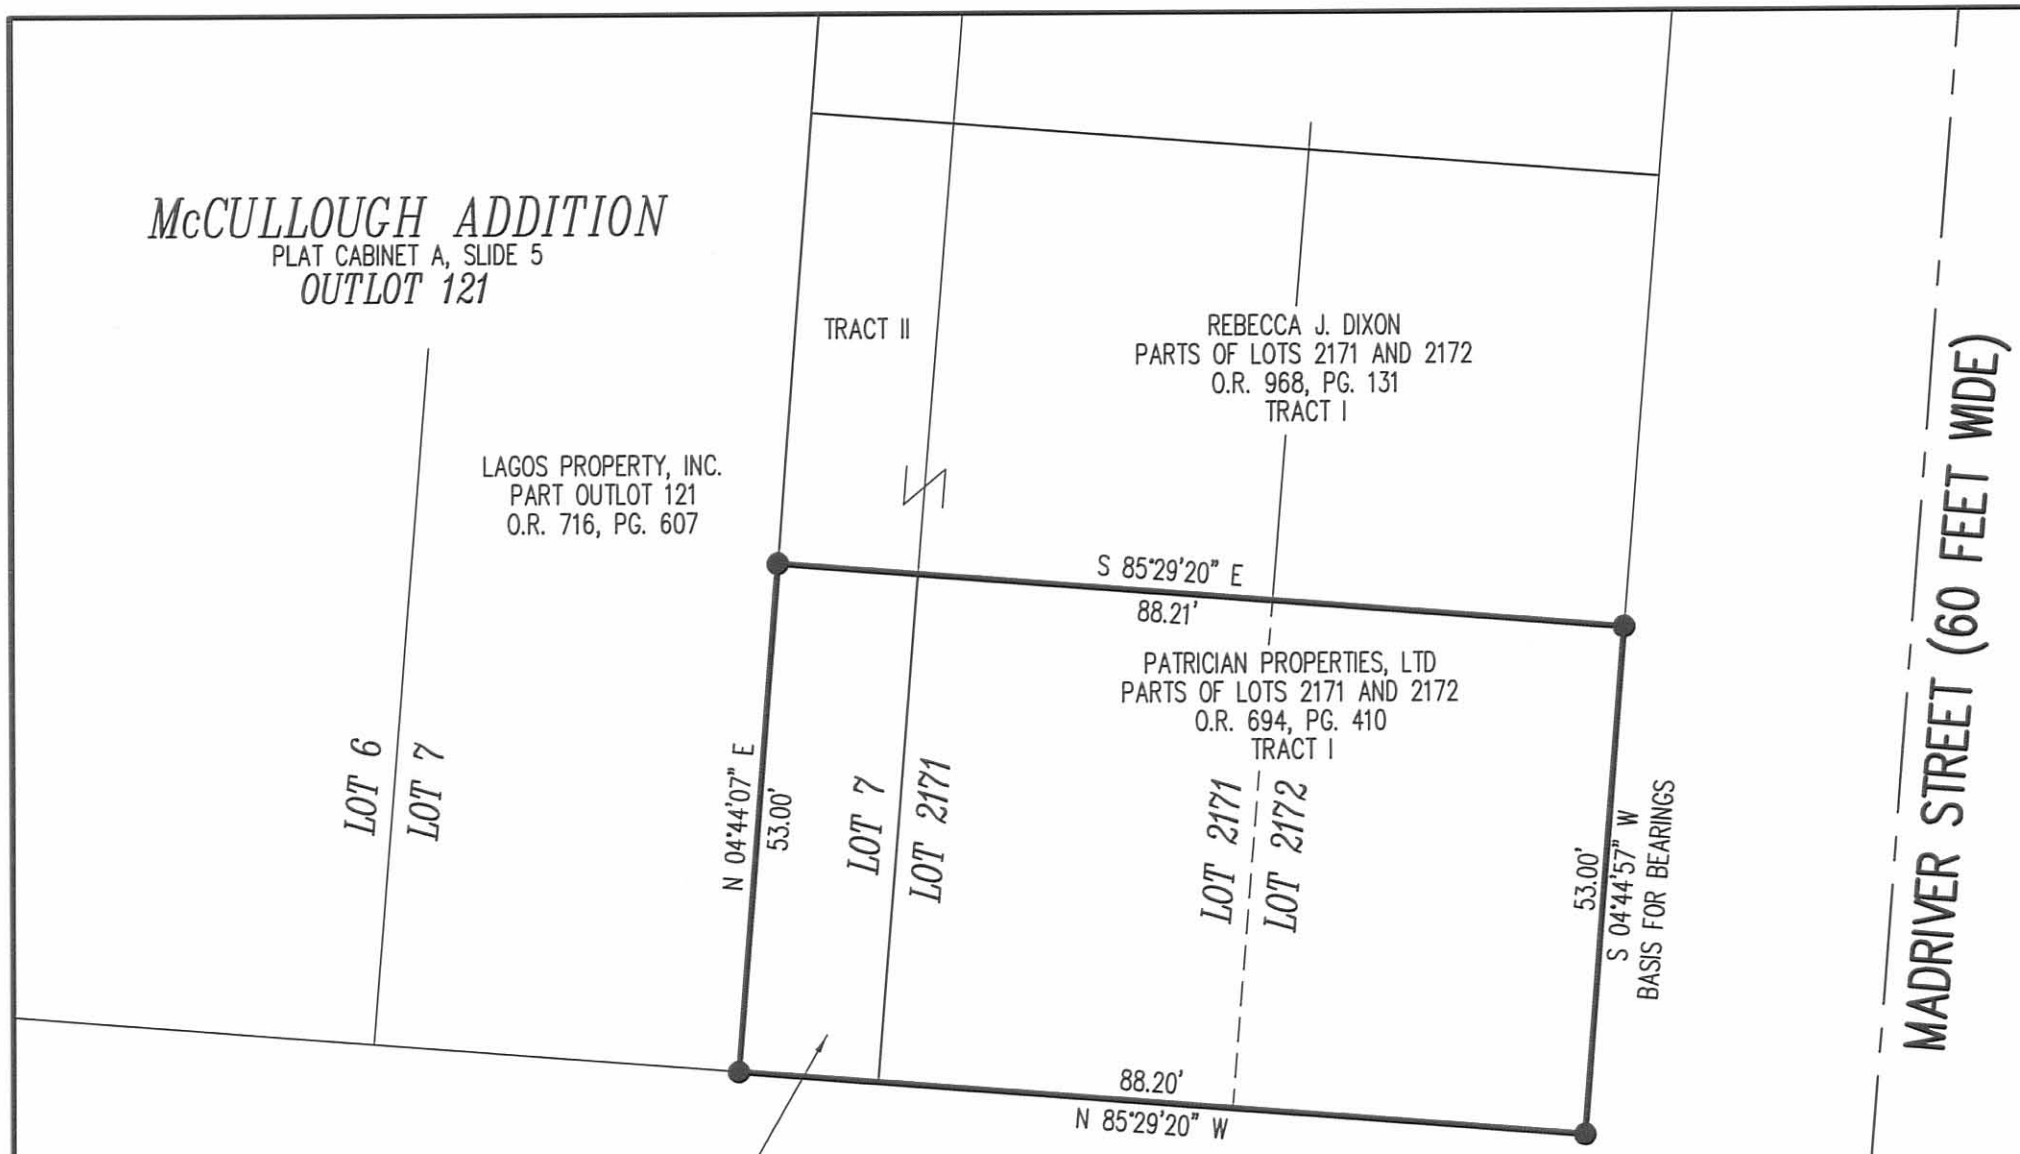 McCULLOUGH ADDITION
PLAT CABINET A, SLIDE 5
OUTLOT 121
TRACT II
REBECCA J. DIXON
PARTS OF LOTS 2171 AND 2172
O.R. 968, PG. 131
TRACT I
LAGOS PROPERTY, INC.
PART OUTLOT 121
O.R. 716, PG. 607
S 85°29'20" E
88.21'
PATRICIAN PROPERTIES, LTD
PARTS OF LOTS 2171 AND 2172
O.R. 694, PG. 410
TRACT I
LOT 6
LOT 7
N 04°44'07" E
53.00'
LOT 7
LOT 2171
LOT 2171
LOT 2172
53.00'
S 04°44'57" W
BASIS FOR BEARINGS
MADRIVER STREET (60 FEET WIDE)
88.20'
N 85°29'20" W